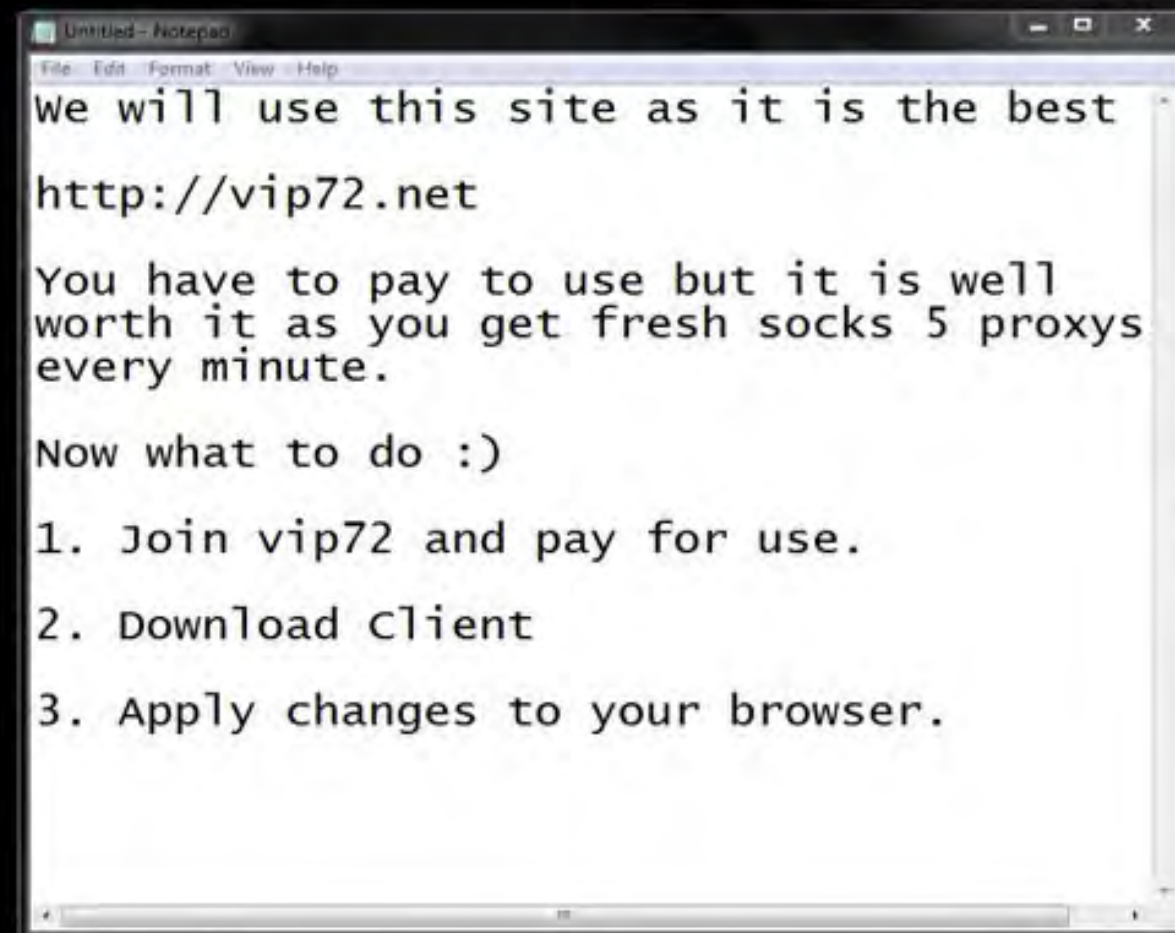 Untitled - Notepad
File Edit Format View Help
We will use this site as it is the best
http://vip72.net
You have to pay to use but it is well
worth it as you get fresh socks 5 proxys
every minute.
Now what to do :)
1. Join vip72 and pay for use.
2. Download Client
3. Apply changes to your browser.